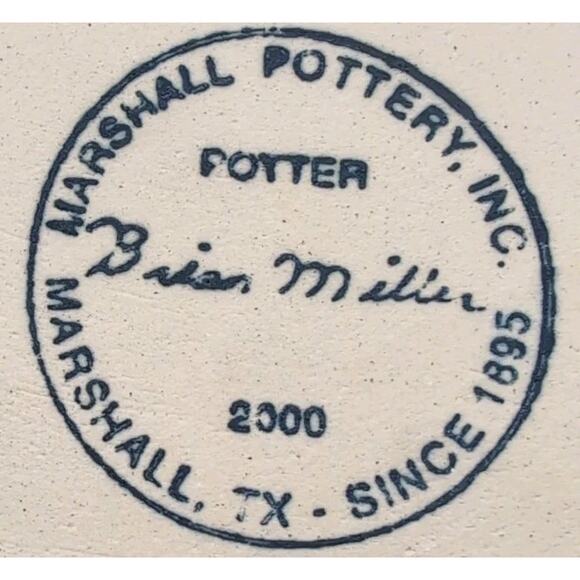 MARSHALL POTTERY, INC.
POTTER
Brian Miller
2000
MARSHALL, TX - SINCE 1895